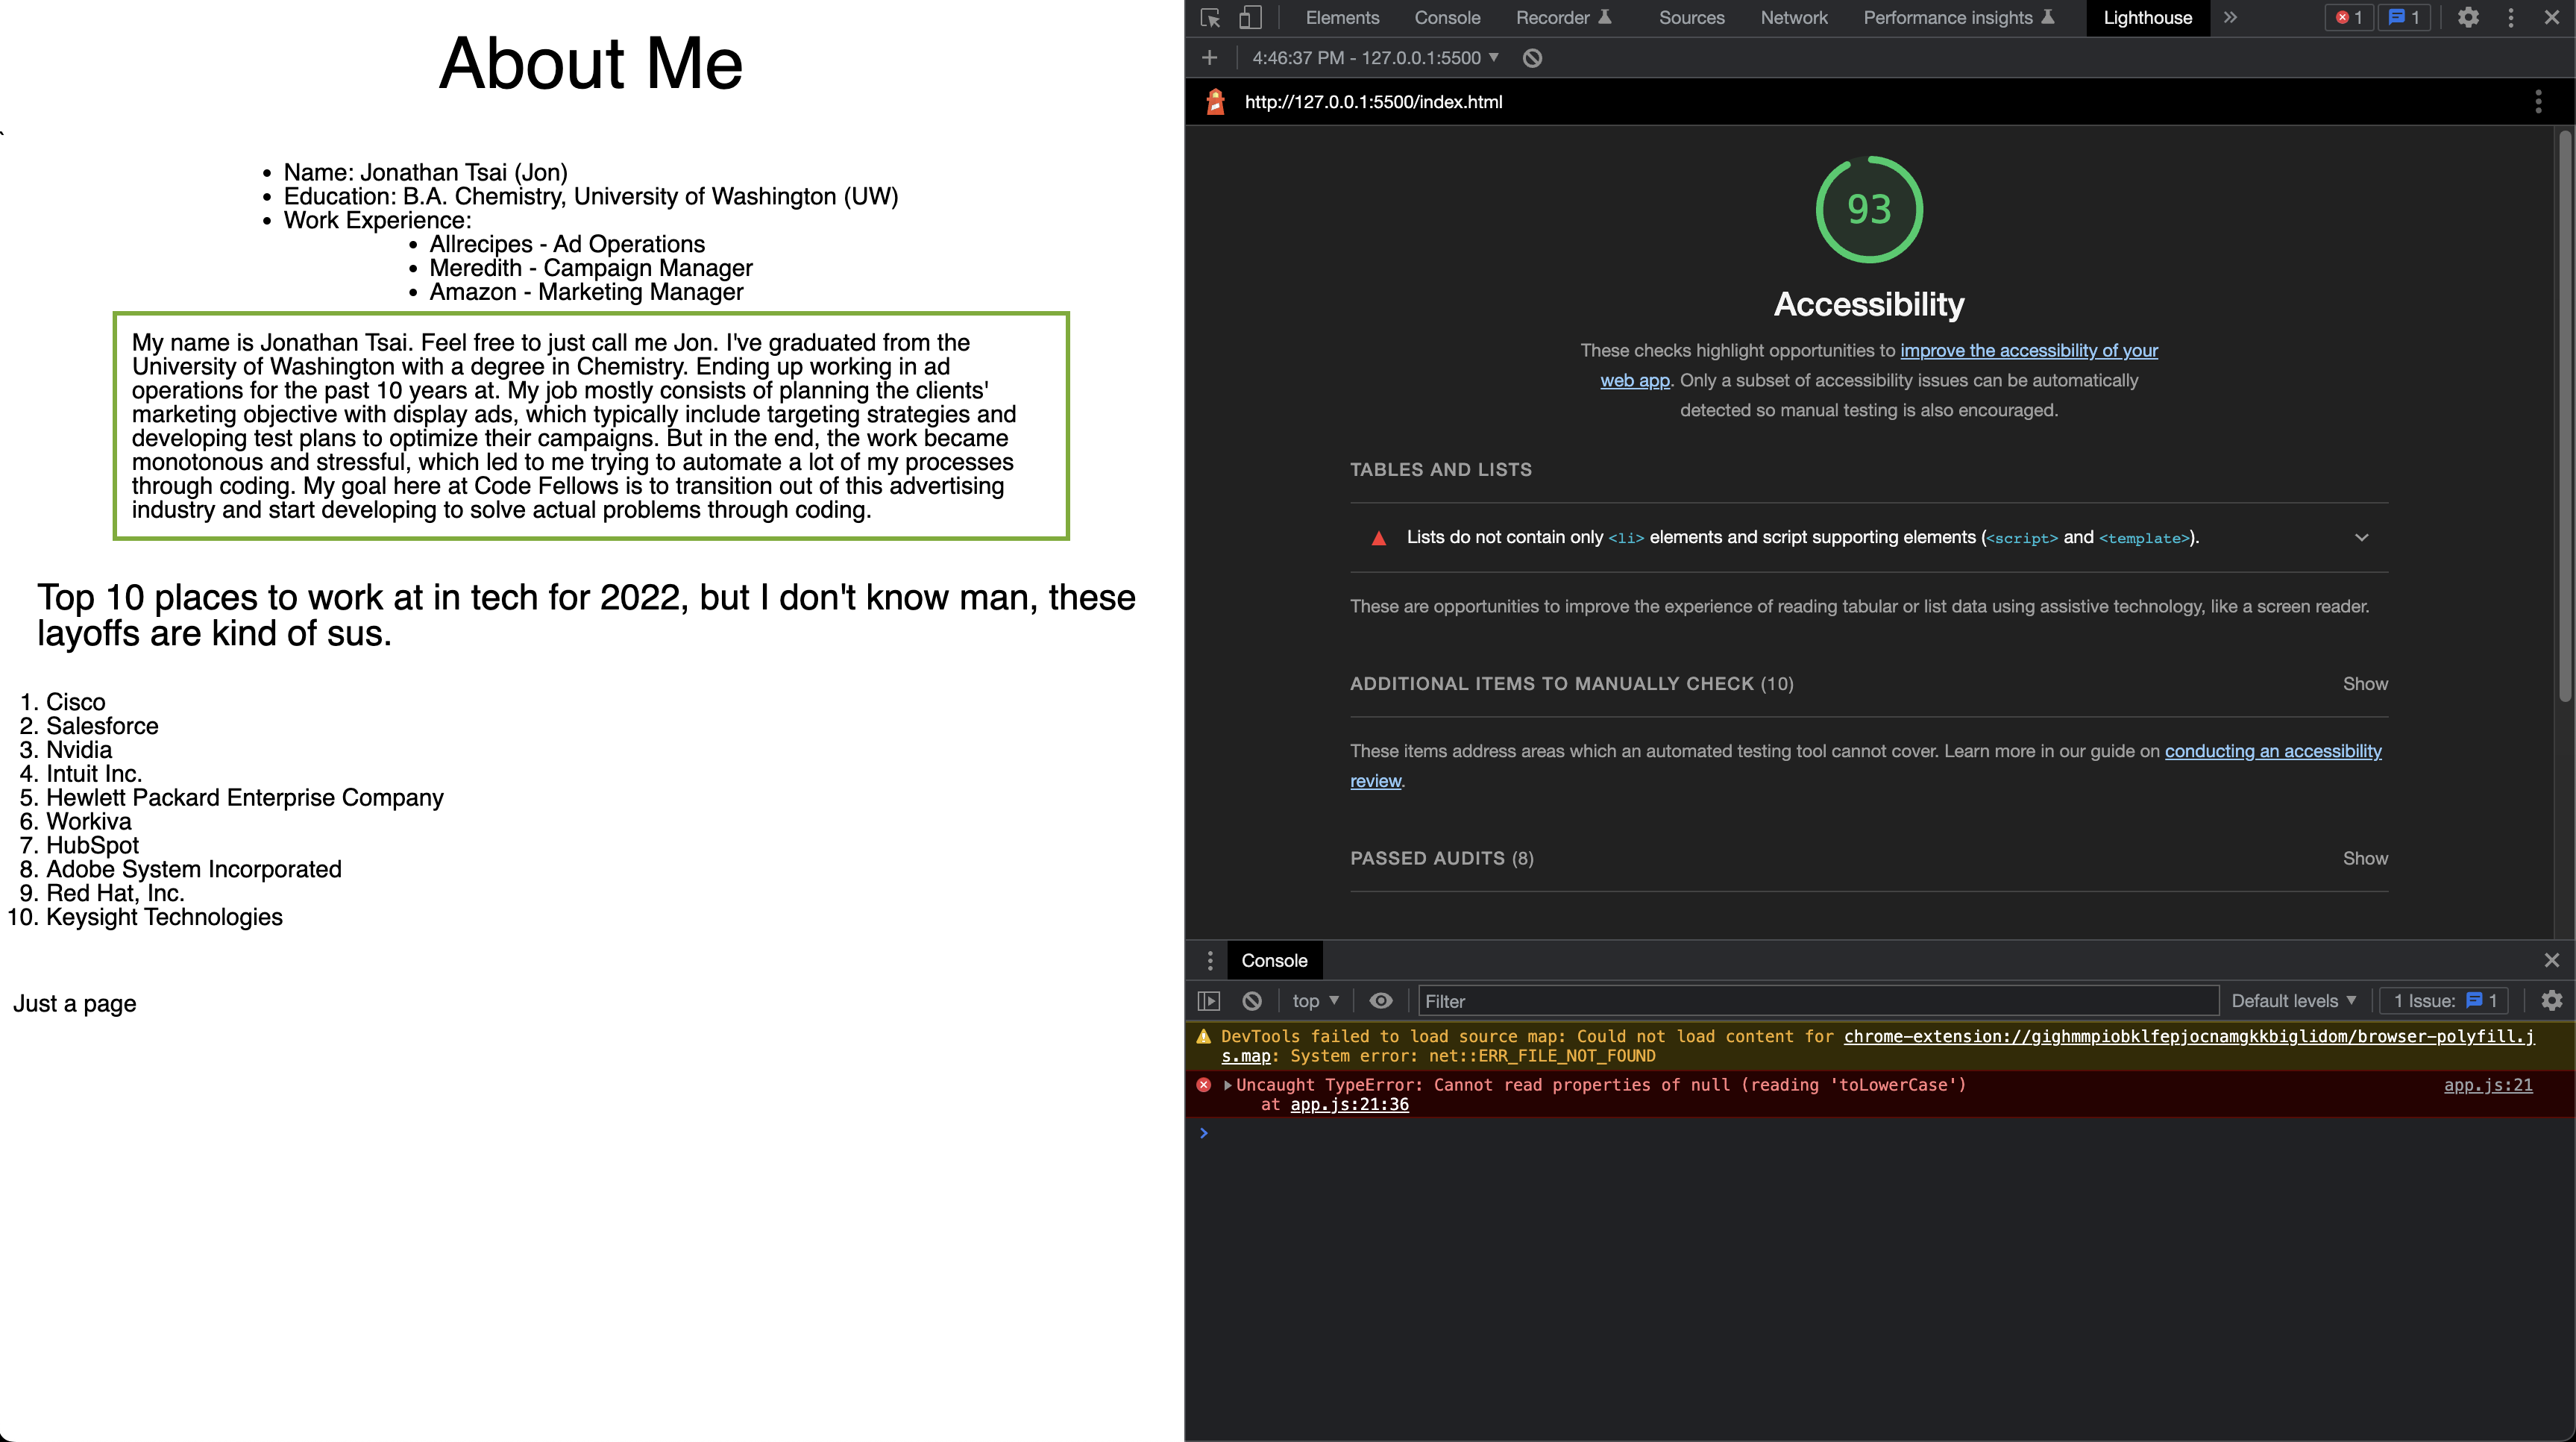 About Me
`
• Name: Jonathan Tsai (Jon)
• Education: B.A. Chemistry, University of Washington (UW)
• Work Experience:
• Allrecipes - Ad Operations
• Meredith - Campaign Manager
• Amazon - Marketing Manager
My name is Jonathan Tsai. Feel free to just call me Jon. I've graduated from the
University of Washington with a degree in Chemistry. Ending up working in ad
operations for the past 10 years at. My job mostly consists of planning the clients'
marketing objective with display ads, which typically include targeting strategies and
developing test plans to optimize their campaigns. But in the end, the work became
monotonous and stressful, which led to me trying to automate a lot of my processes
through coding. My goal here at Code Fellows is to transition out of this advertising
industry and start developing to solve actual problems through coding.
Top 10 places to work at in tech for 2022, but I don't know man, these
layoffs are kind of sus.
1. Cisco
2. Salesforce
3. Nvidia
4. Intuit Inc.
5. Hewlett Packard Enterprise Company
6. Workiva
7. HubSpot
8. Adobe System Incorporated
9. Red Hat, Inc.
10. Keysight Technologies
Just a page
Elements Console Recorder Sources Network Performance insights Lighthouse 1 1
4:46:37 PM - 127.0.0.1:5500
http://127.0.0.1:5500/index.html
93
Accessibility
These checks highlight opportunities to improve the accessibility of your
web app. Only a subset of accessibility issues can be automatically
detected so manual testing is also encouraged.
TABLES AND LISTS
Lists do not contain only <li> elements and script supporting elements (<script> and <template>).
These are opportunities to improve the experience of reading tabular or list data using assistive technology, like a screen reader.
ADDITIONAL ITEMS TO MANUALLY CHECK (10) Show
These items address areas which an automated testing tool cannot cover. Learn more in our guide on conducting an accessibility
review.
PASSED AUDITS (8) Show
Console
top Filter Default levels 1 Issue: 1
DevTools failed to load source map: Could not load content for chrome-extension://gighmmpiobklfepjocnamgkkbiglidom/browser-polyfill.j
s.map: System error: net::ERR_FILE_NOT_FOUND
Uncaught TypeError: Cannot read properties of null (reading 'toLowerCase') app.js:21
at app.js:21:36